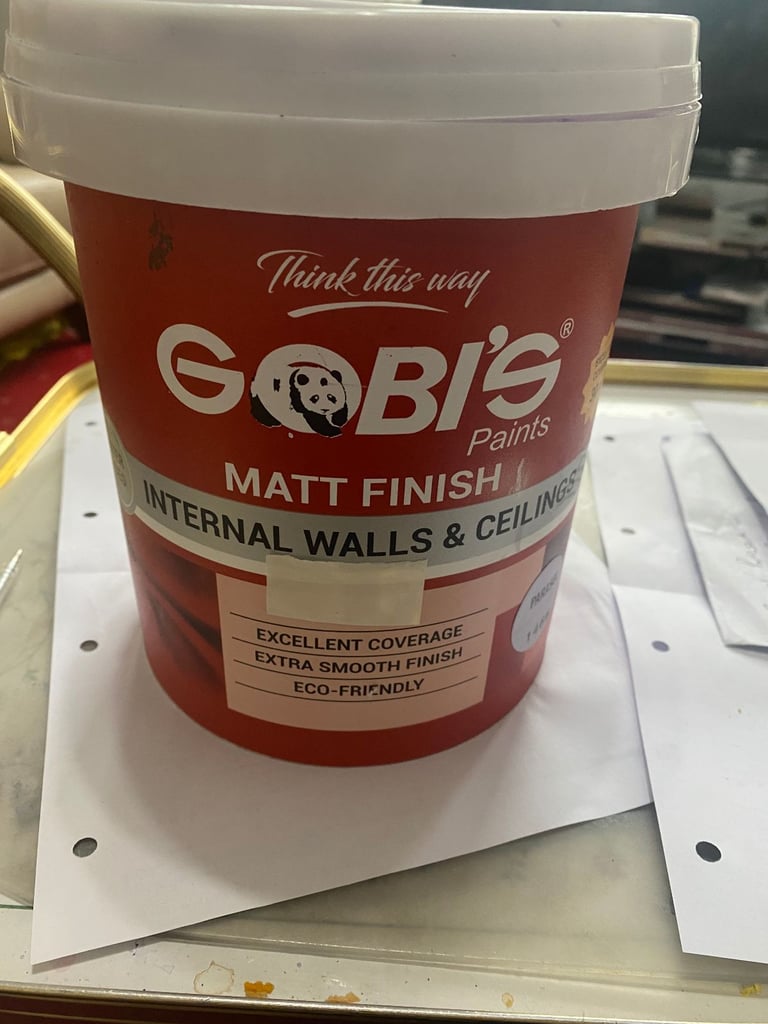 Think this way
GOBI'S®
Paints
MATT FINISH
INTERNAL WALLS & CEILINGS
EXCELLENT COVERAGE
EXTRA SMOOTH FINISH
ECO-FRIENDLY